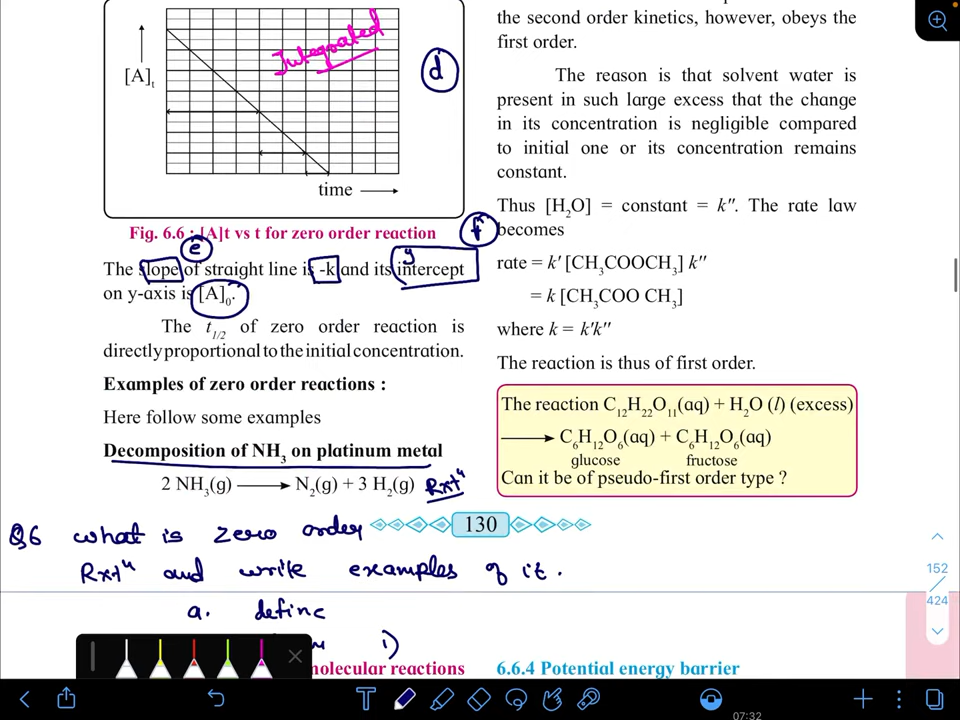 Integrated
[A]t
d
time
Fig. 6.6 : [A]t vs t for zero order reaction
e
The slope of straight line is -k and its intercept
y
on y-axis is [A]0.
The t1/2 of zero order reaction is
directly proportional to the initial concentration.
Examples of zero order reactions :
Here follow some examples
Decomposition of NH3 on platinum metal
2 NH3(g) ⟶ N2(g) + 3 H2(g) Rxtⁿ
the second order kinetics, however, obeys the
first order.
The reason is that solvent water is
present in such large excess that the change
in its concentration is negligible compared
to initial one or its concentration remains
constant.
Thus [H2O] = constant = k″. The rate law
f
becomes
rate = k′ [CH3COOCH3] k″
= k [CH3COO CH3]
where k = k′k″
The reaction is thus of first order.
The reaction C12H22O11(aq) + H2O (l) (excess)
⟶ C6H12O6(aq) + C6H12O6(aq)
glucose fructose
Can it be of pseudo-first order type ?
130
Q6 what is zero order
Rxtⁿ and write examples of it.
a. define
i)
molecular reactions
6.6.4 Potential energy barrier
152
424
T
07:32